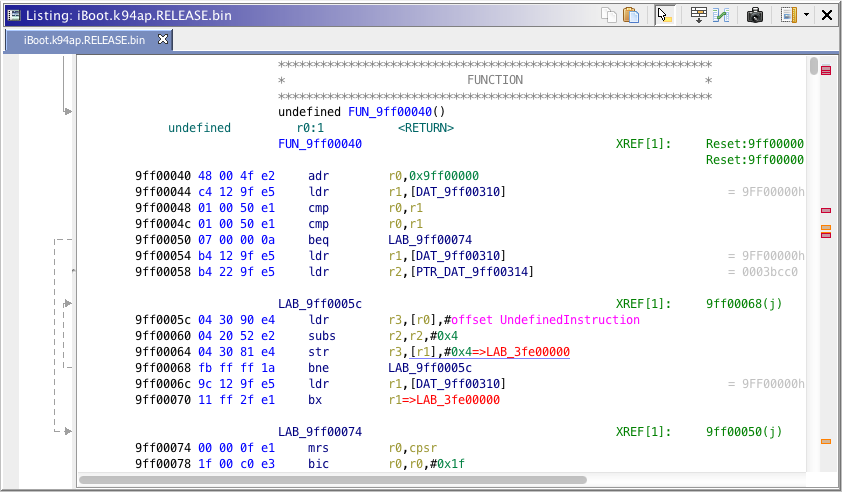 Listing: iBoot.k94ap.RELEASE.bin
iBoot.k94ap.RELEASE.bin
**************************************************************
* FUNCTION *
**************************************************************
undefined FUN_9ff00040()
undefined r0:1 <RETURN>
FUN_9ff00040 XREF[1]: Reset:9ff00000
Reset:9ff00000
9ff00040 48 00 4f e2 adr r0,0x9ff00000
9ff00044 c4 12 9f e5 ldr r1,[DAT_9ff00310] = 9FF00000h
9ff00048 01 00 50 e1 cmp r0,r1
9ff0004c 01 00 50 e1 cmp r0,r1
9ff00050 07 00 00 0a beq LAB_9ff00074
9ff00054 b4 12 9f e5 ldr r1,[DAT_9ff00310] = 9FF00000h
9ff00058 b4 22 9f e5 ldr r2,[PTR_DAT_9ff00314] = 0003bcc0
LAB_9ff0005c XREF[1]: 9ff00068(j)
9ff0005c 04 30 90 e4 ldr r3,[r0],#offset UndefinedInstruction
9ff00060 04 20 52 e2 subs r2,r2,#0x4
9ff00064 04 30 81 e4 str r3,[r1],#0x4=>LAB_3fe00000
9ff00068 fb ff ff 1a bne LAB_9ff0005c
9ff0006c 9c 12 9f e5 ldr r1,[DAT_9ff00310] = 9FF00000h
9ff00070 11 ff 2f e1 bx r1=>LAB_3fe00000
LAB_9ff00074 XREF[1]: 9ff00050(j)
9ff00074 00 00 0f e1 mrs r0,cpsr
9ff00078 1f 00 c0 e3 bic r0,r0,#0x1f